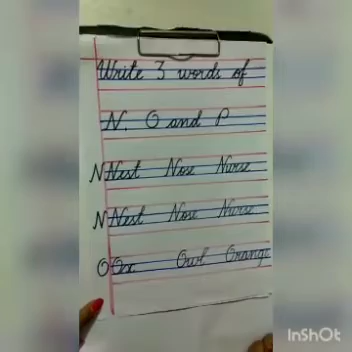 Write 3 words of
N, O and P
N Nest Nose Nurse
N Nest Nose Nurse
O Ox Owl Orange
InShOt